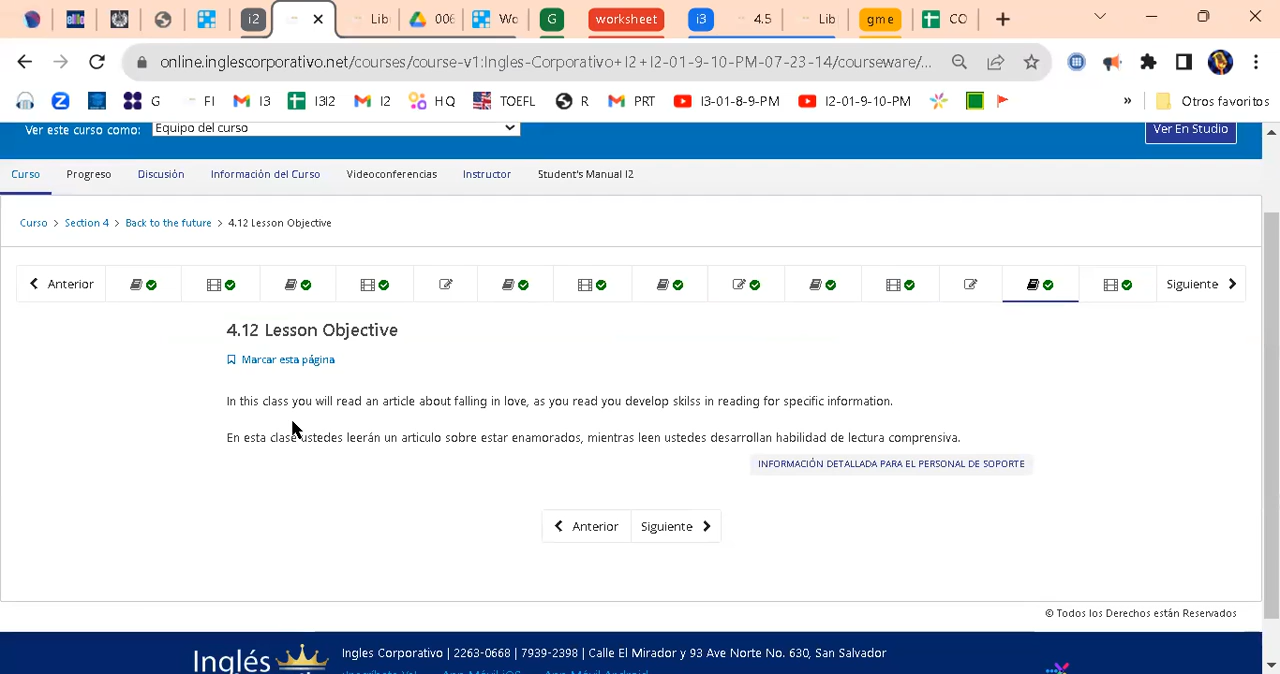 i2
Lib
006
Wo
G
worksheet
i3
4.5
Lib
gme
CO
online.inglescorporativo.net/courses/course-v1:Ingles-Corporativo+I2+I2-01-9-10-PM-07-23-14/courseware/...
G
FI
I3
I3I2
I2
HQ
TOEFL
R
PRT
I3-01-8-9-PM
I2-01-9-10-PM
»
Otros favoritos
Ver este curso como:
Equipo del curso
Ver En Studio
Curso
Progreso
Discusión
Información del Curso
Videoconferencias
Instructor
Student's Manual I2
Curso > Section 4 > Back to the future > 4.12 Lesson Objective
Anterior
Siguiente
4.12 Lesson Objective
Marcar esta página
In this class you will read an article about falling in love, as you read you develop skilss in reading for specific information.
En esta clase ustedes leerán un articulo sobre estar enamorados, mientras leen ustedes desarrollan habilidad de lectura comprensiva.
INFORMACIÓN DETALLADA PARA EL PERSONAL DE SOPORTE
Anterior
Siguiente
© Todos los Derechos están Reservados
Inglés
Ingles Corporativo | 2263-0668 | 7939-2398 | Calle El Mirador y 93 Ave Norte No. 630, San Salvador